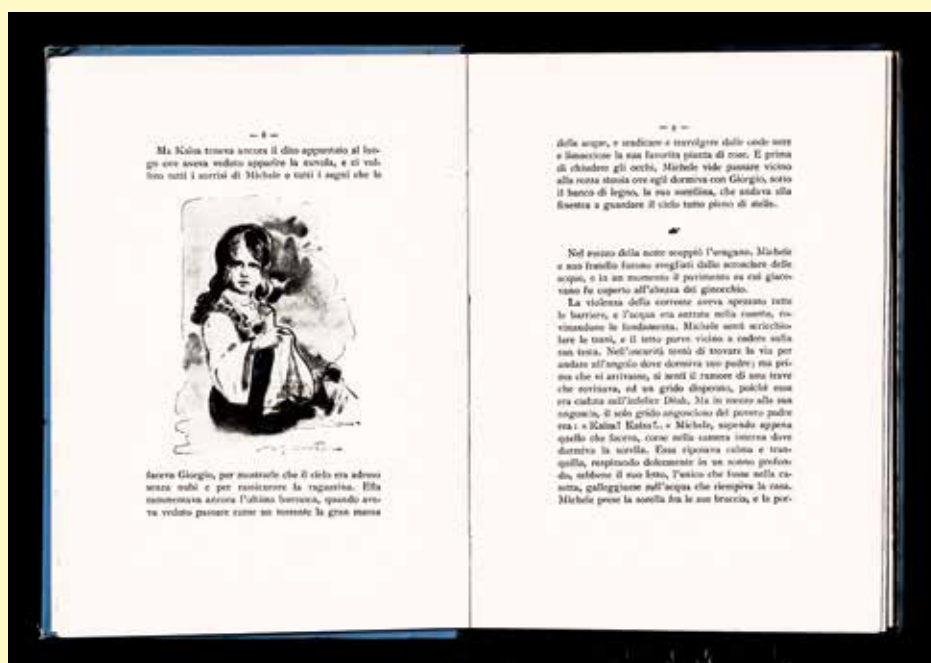 — 8 —
Ma Kaïsa teneva ancora il dito appuntato al luo-
go ove aveva veduto apparire la nuvola, e ci vol-
lero tutti i sorrisi di Michele e tutti i segni che le
faceva Giorgio, per mostrarle che il cielo era adesso
senza nubi e per rassicurare la ragazzina. Ella
rammentava ancora l'ultima burrasca, quando ave-
va veduto passare come un torrente la gran massa
— 9 —
delle acque, e sradicare e travolgere dalle onde nere
e limacciose la sua favorita pianta di rose. E prima
di chiudere gli occhi, Michele vide passare vicino
alla rozza stuoia ove egli dormiva con Giorgio, sotto
il banco di legno, la sua sorellina, che andava alla
finestra a guardare il cielo tutto pieno di stelle.
Nel mezzo della notte scoppiò l'uragano. Michele
e suo fratello furono svegliati dallo scrosciare delle
acque, e in un momento il pavimento su cui giace-
vano fu coperto all'altezza del ginocchio.
La violenza della corrente aveva spezzato tutte
le barriere, e l'acqua era entrata nella casetta, ro-
vinandone le fondamenta. Michele sentì scricchio-
lare le travi, e il tetto parve vicino a cadere sulla
sua testa. Nell'oscurità tentò di trovare la via per
andare all'angolo dove dormiva suo padre; ma pri-
ma che vi arrivasse, si sentì il rumore di una trave
che rovinava, ed un grido disperato, poichè essa
era caduta sull'infelice Dihah. Ma in mezzo alla sua
angoscia, il solo grido angoscioso del povero padre
era: « Kaïsa! Kaïsa!.. » Michele, sapendo appena
quello che faceva, corse nella camera interna dove
dormiva la sorella. Essa riposava calma e tran-
quilla, respirando dolcemente in un sonno profon-
do, sebbene il suo letto, l'unico che fosse nella ca-
setta, galleggiasse sull'acqua che riempiva la casa.
Michele prese la sorella fra le sue braccia, e la por-